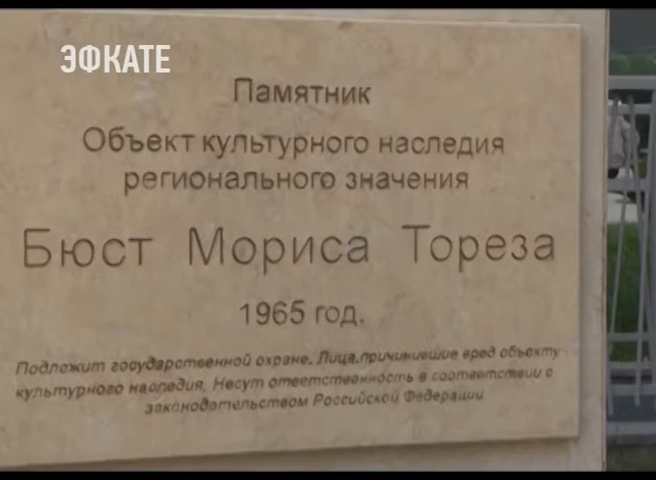 ЭФКАТЕ
Памятник
Объект культурного наследия
регионального значения
Бюст Мориса Тореза
1965 год.
Подлежит государственной охране. Лица,причинившие вред объекту
культурного наследия, Несут ответственность в соответствии с
законодательством Российской Федерации